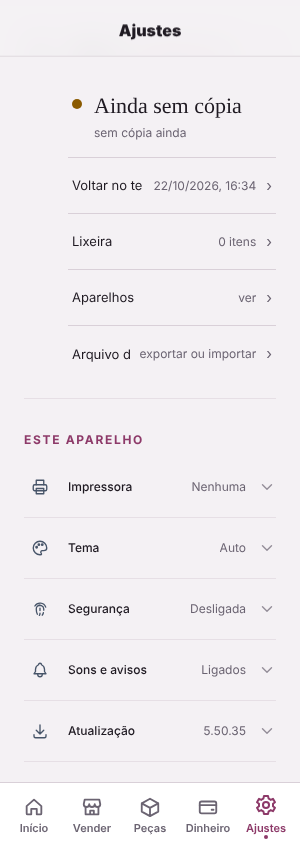 Ajustes
Ainda sem cópia
sem cópia ainda
Voltar no te 22/10/2026, 16:34
Lixeira 0 itens
Aparelhos ver
Arquivo d exportar ou importar
ESTE APARELHO
Impressora Nenhuma
Tema Auto
Segurança Desligada
Sons e avisos Ligados
Atualização 5.50.35
Início Vender Peças Dinheiro Ajustes